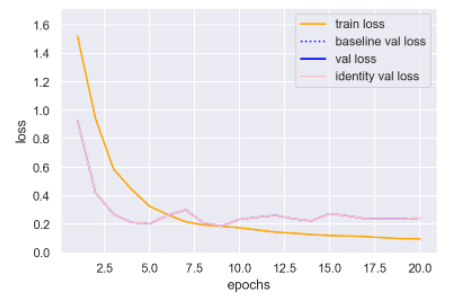 1.6
1.4
1.2
1.0
0.8
0.6
0.4
0.2
0.0
loss
train loss
baseline val loss
val loss
identity val loss
2.5 5.0 7.5 10.0 12.5 15.0 17.5 20.0
epochs